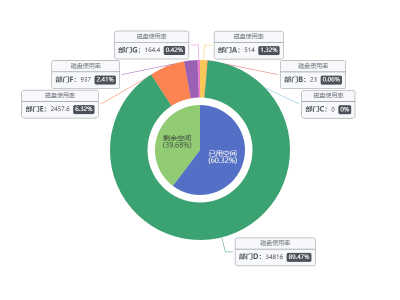 磁盘使用率
部门G： 164.4 0.42%
磁盘使用率
部门A： 514 1.32%
磁盘使用率
部门F： 937 2.41%
磁盘使用率
部门B： 23 0.06%
磁盘使用率
部门E： 2457.6 6.32%
磁盘使用率
部门C： 0 0%
剩余空间
(39.68%)
已用空间
(60.32%)
磁盘使用率
部门D： 34816 89.47%